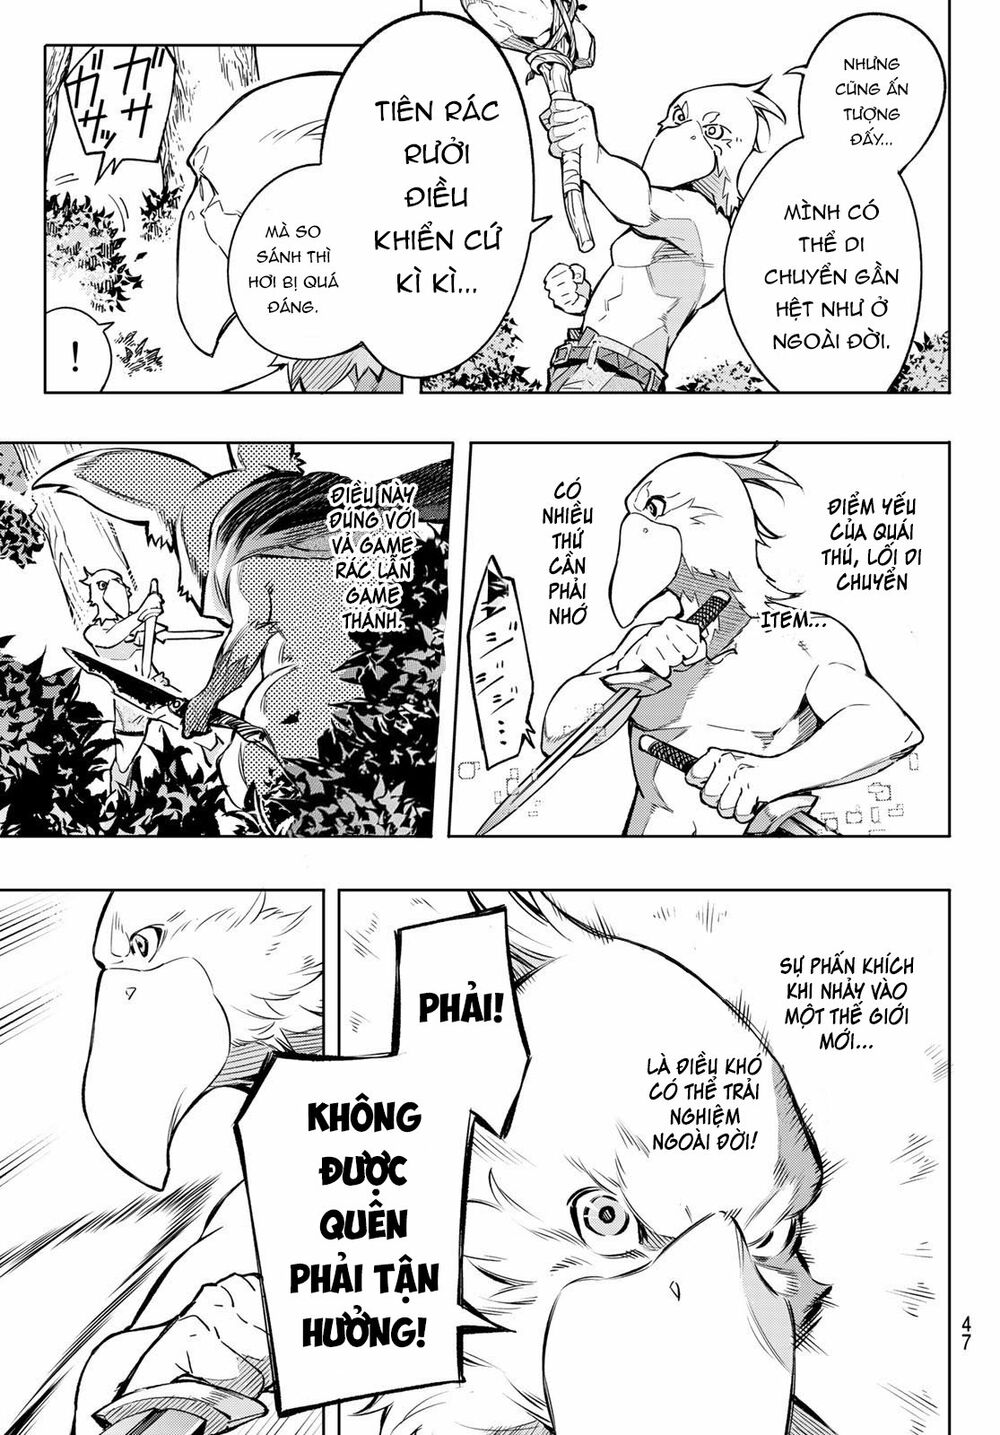 NHƯNG
CŨNG ẤN
TƯỢNG
ĐẤY...
MÌNH CÓ
THỂ DI
CHUYỂN GẦN
HỆT NHƯ Ở
NGOÀI ĐỜI.
TIÊN RÁC
RƯỞI
ĐIỀU
KHIỂN CỨ
KÌ KÌ...
MÀ SO
SÁNH THÌ
HƠI BỊ QUÁ
ĐÁNG.
ガサ
ガサ
!
ĐIỂM YẾU
CỦA QUÁI
THÚ, LỐI DI
CHUYỂN
ITEM...
CÓ
NHIỀU
THỨ
CẦN
PHẢI
NHỚ
ĐIỀU NÀY
ĐUNG VỚI
VÀ GAME
RÁC LẪN
GAME
THÁNH.
SỰ PHẤN KHÍCH
KHI NHẢY VÀO
MỘT THẾ GIỚI
MỚI...
LÀ ĐIỀU KHÓ
CÓ THỂ TRẢI
NGHIỆM
NGOÀI ĐỜI!
PHẢI!
KHÔNG
ĐƯỢC
QUÊN
PHẢI TẬN
HƯỞNG!
47